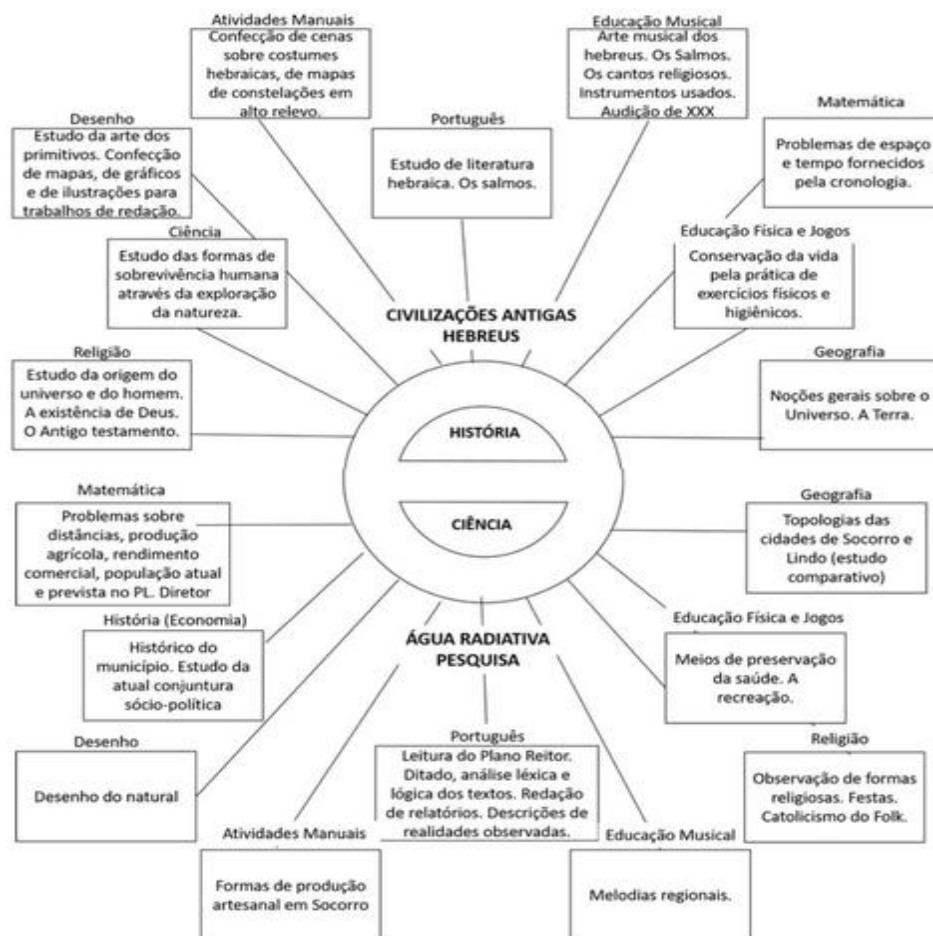 Atividades Manuais
Confecção de cenas
sobre costumes
hebraicas, de mapas
de constelações em
alto relevo.
Educação Musical
Arte musical dos
hebreus. Os Salmos.
Os cantos religiosos.
Instrumentos usados.
Audição de XXX
Desenho
Estudo da arte dos
primitivos. Confecção
de mapas, de gráficos
e de ilustrações para
trabalhos de redação.
Português
Estudo de literatura
hebraica. Os salmos.
Matemática
Problemas de espaço
e tempo fornecidos
pela cronologia.
Ciência
Estudo das formas de
sobrevivência humana
através da exploração
da natureza.
Educação Física e Jogos
Conservação da vida
pela prática de
exercícios físicos e
higiênicos.
CIVILIZAÇÕES ANTIGAS
HEBREUS
Religião
Estudo da origem do
universo e do homem.
A existência de Deus.
O Antigo testamento.
Geografia
Noções gerais sobre o
Universo. A Terra.
HISTÓRIA
CIÊNCIA
Matemática
Problemas sobre
distâncias, produção
agrícola, rendimento
comercial, população atual
e prevista no PL. Diretor
Geografia
Topologias das
cidades de Socorro e
Lindo (estudo
comparativo)
História (Economia)
Histórico do
município. Estudo da
atual conjuntura
sócio-política
ÁGUA RADIATIVA
PESQUISA
Educação Física e Jogos
Meios de preservação
da saúde. A
recreação.
Desenho
Desenho do natural
Português
Leitura do Plano Reitor.
Ditado, análise léxica e
lógica dos textos. Redação
de relatórios. Descrições de
realidades observadas.
Religião
Observação de formas
religiosas. Festas.
Catolicismo do Folk.
Atividades Manuais
Formas de produção
artesanal em Socorro
Educação Musical
Melodias regionais.